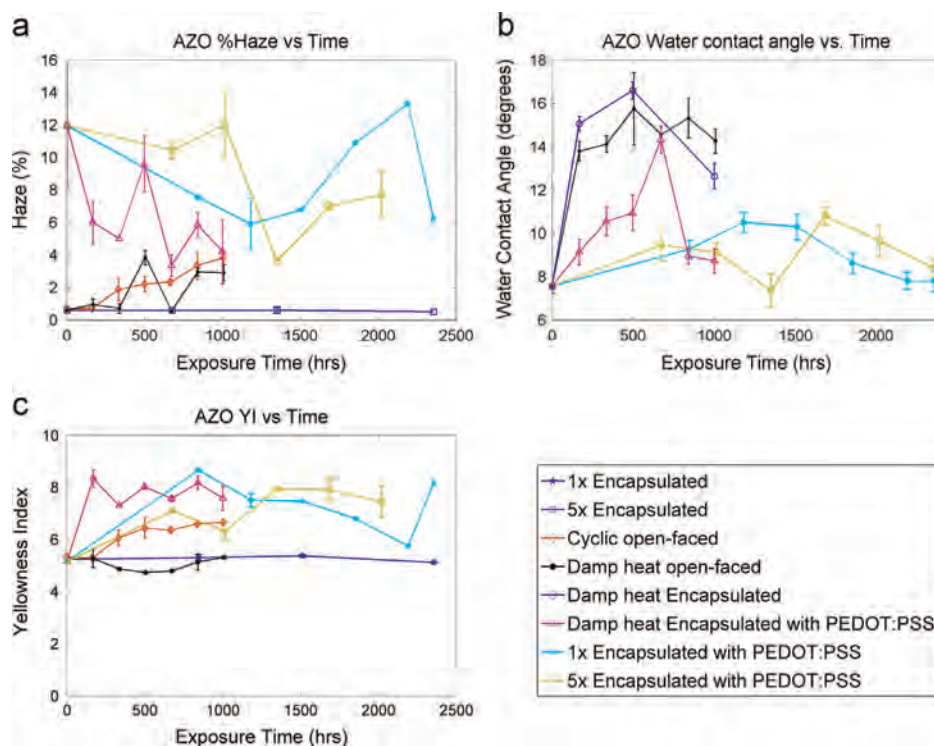 a
AZO %Haze vs Time
16
14
12
10
8
6
4
2
0
Haze (%)
0 500 1000 1500 2000 2500
Exposure Time (hrs)
b
AZO Water contact angle vs. Time
18
16
14
12
10
8
6
Water Contact Angle (degrees)
0 500 1000 1500 2000
Exposure Time (hrs)
c
AZO YI vs Time
10
8
6
4
2
0
Yellowness Index
0 500 1000 1500 2000 2500
Exposure Time (hrs)
1x Encapsulated
5x Encapsulated
Cyclic open-faced
Damp heat open-faced
Damp heat Encapsulated
Damp heat Encapsulated with PEDOT:PSS
1x Encapsulated with PEDOT:PSS
5x Encapsulated with PEDOT:PSS